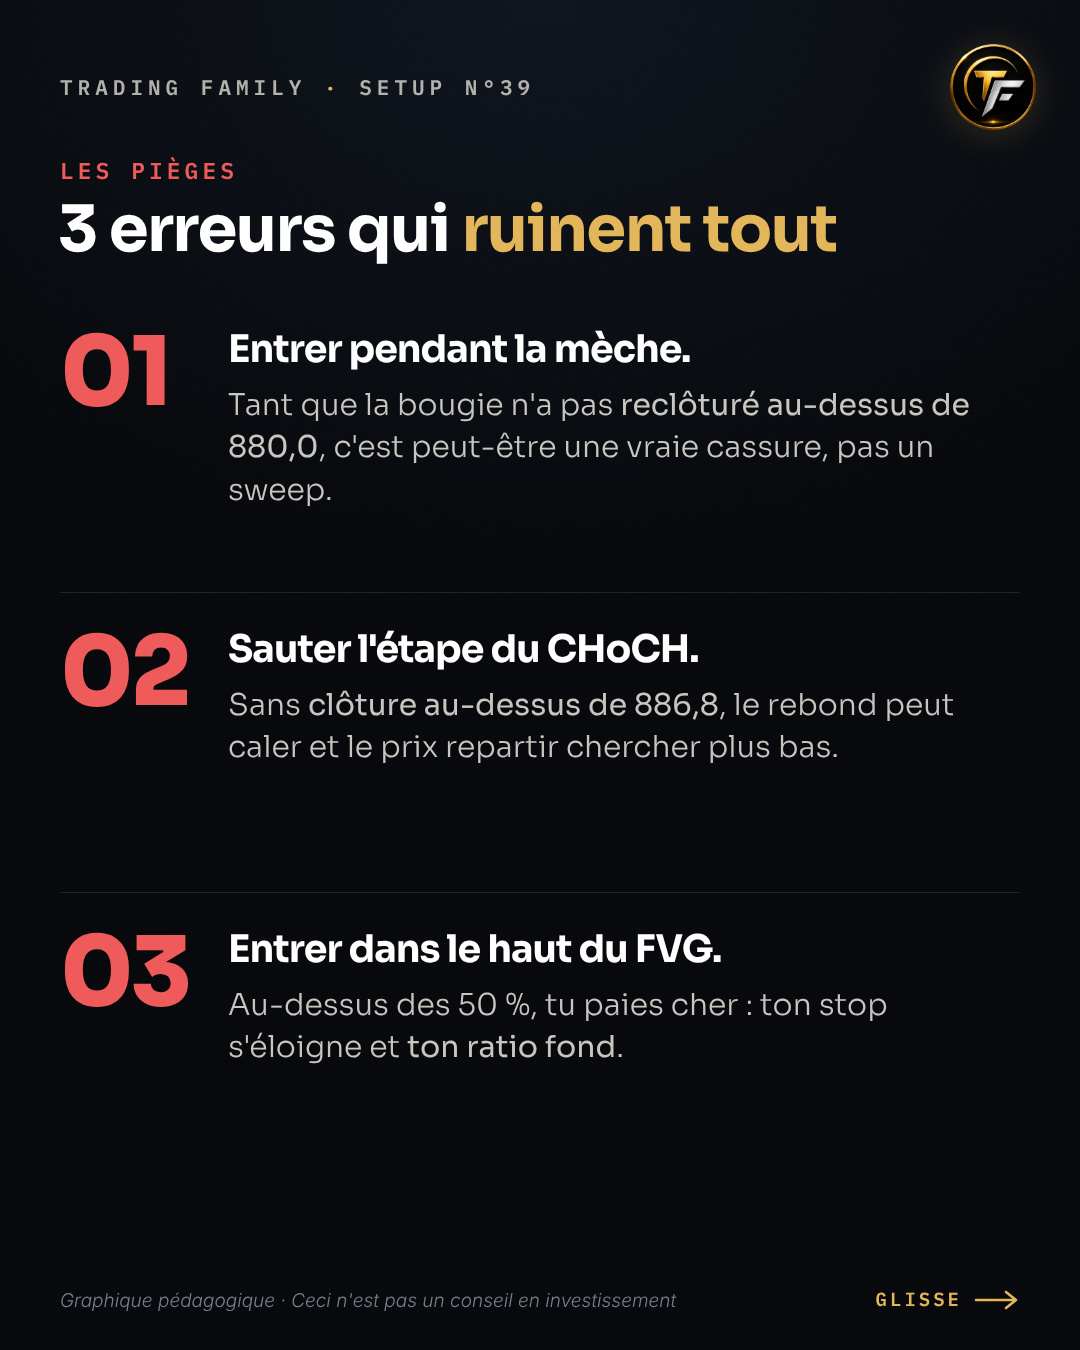 TRADING FAMILY · SETUP N°39
TF
LES PIÈGES
3 erreurs qui ruinent tout
01
Entrer pendant la mèche.
Tant que la bougie n'a pas reclôturé au-dessus de
880,0, c'est peut-être une vraie cassure, pas un
sweep.
02
Sauter l'étape du CHoCH.
Sans clôture au-dessus de 886,8, le rebond peut
caler et le prix repartir chercher plus bas.
03
Entrer dans le haut du FVG.
Au-dessus des 50 %, tu paies cher : ton stop
s'éloigne et ton ratio fond.
Graphique pédagogique · Ceci n'est pas un conseil en investissement
GLISSE →